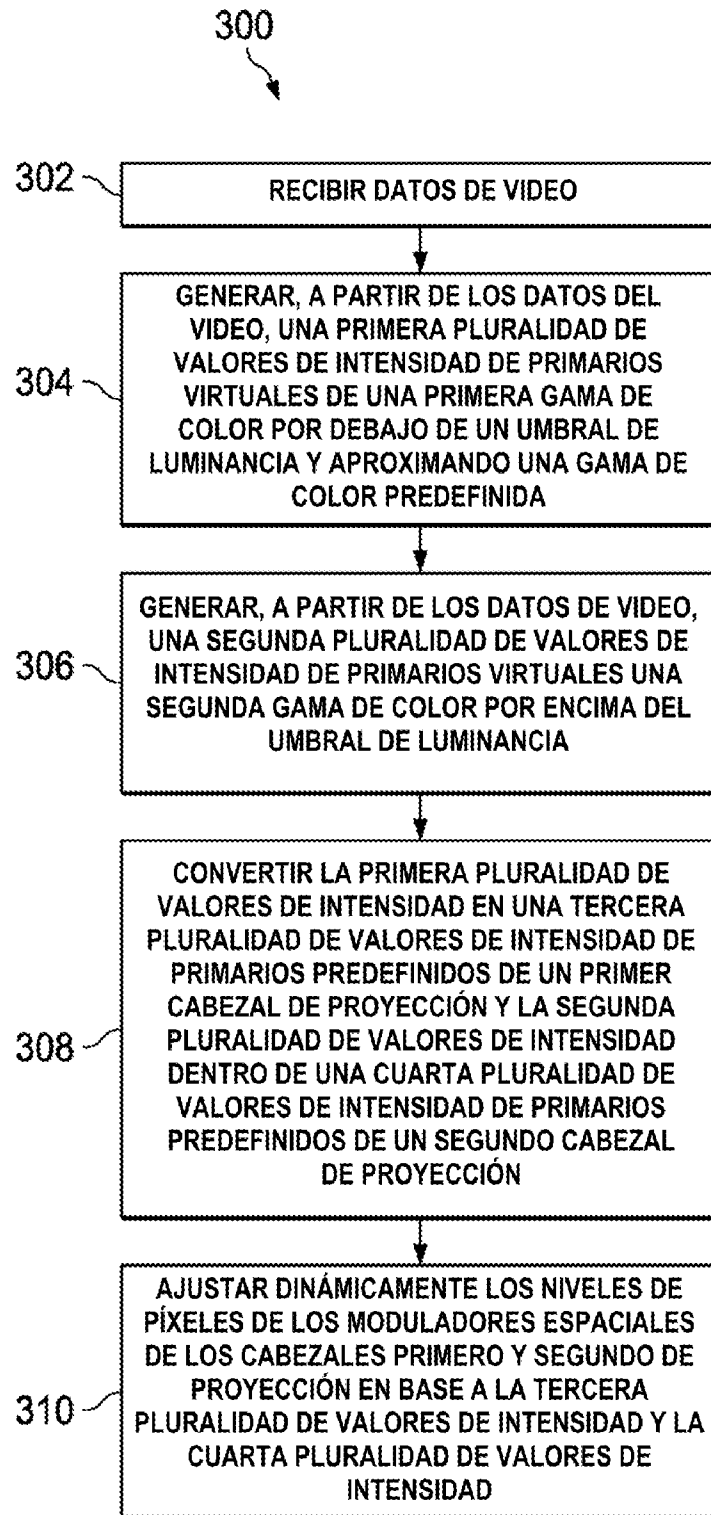 300
302
RECIBIR DATOS DE VIDEO
304
GENERAR, A PARTIR DE LOS DATOS DEL
VIDEO, UNA PRIMERA PLURALIDAD DE
VALORES DE INTENSIDAD DE PRIMARIOS
VIRTUALES DE UNA PRIMERA GAMA DE
COLOR POR DEBAJO DE UN UMBRAL DE
LUMINANCIA Y APROXIMANDO UNA GAMA DE
COLOR PREDEFINIDA
306
GENERAR, A PARTIR DE LOS DATOS DE VIDEO,
UNA SEGUNDA PLURALIDAD DE VALORES DE
INTENSIDAD DE PRIMARIOS VIRTUALES UNA
SEGUNDA GAMA DE COLOR POR ENCIMA DEL
UMBRAL DE LUMINANCIA
308
CONVERTIR LA PRIMERA PLURALIDAD DE
VALORES DE INTENSIDAD EN UNA TERCERA
PLURALIDAD DE VALORES DE INTENSIDAD DE
PRIMARIOS PREDEFINIDOS DE UN PRIMER
CABEZAL DE PROYECCIÓN Y LA SEGUNDA
PLURALIDAD DE VALORES DE INTENSIDAD
DENTRO DE UNA CUARTA PLURALIDAD DE
VALORES DE INTENSIDAD DE PRIMARIOS
PREDEFINIDOS DE UN SEGUNDO CABEZAL
DE PROYECCIÓN
310
AJUSTAR DINÁMICAMENTE LOS NIVELES DE
PÍXELES DE LOS MODULADORES ESPACIALES
DE LOS CABEZALES PRIMERO Y SEGUNDO DE
PROYECCIÓN EN BASE A LA TERCERA
PLURALIDAD DE VALORES DE INTENSIDAD Y LA
CUARTA PLURALIDAD DE VALORES DE
INTENSIDAD